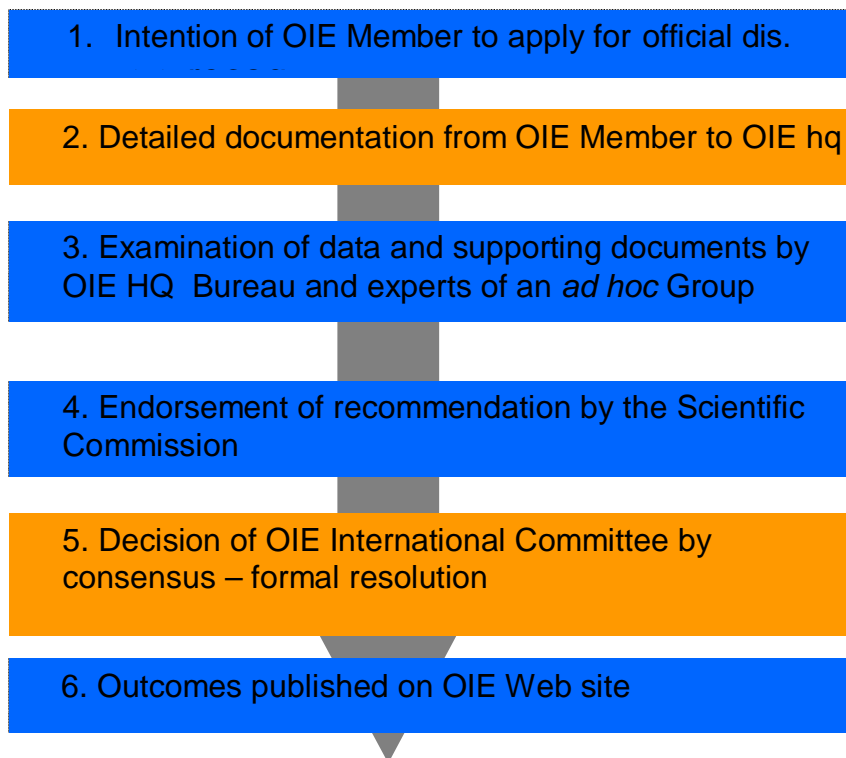 1. Intention of OIE Member to apply for official dis.
2. Detailed documentation from OIE Member to OIE hq
3. Examination of data and supporting documents by
OIE HQ Bureau and experts of an ad hoc Group
4. Endorsement of recommendation by the Scientific
Commission
5. Decision of OIE International Committee by
consensus – formal resolution
6. Outcomes published on OIE Web site